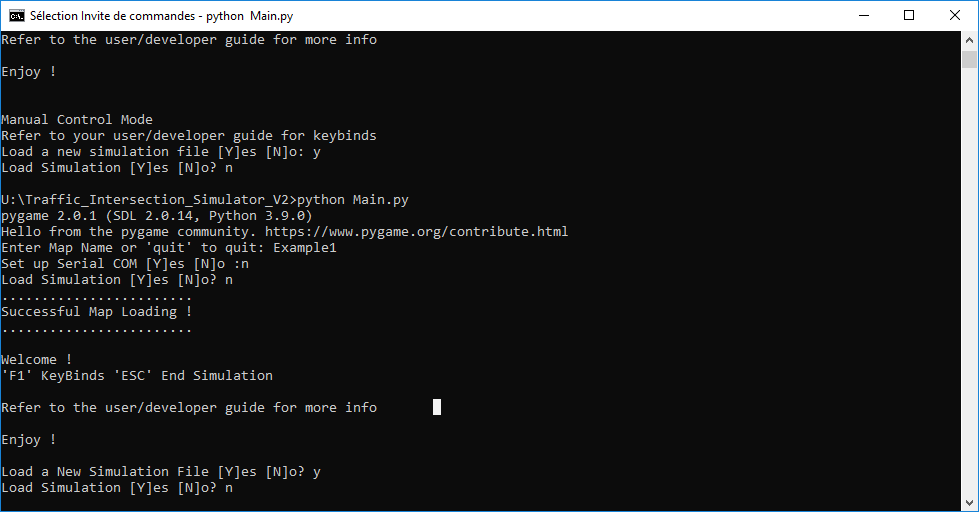 Sélection Invite de commandes - python  Main.py
Refer to the user/developer guide for more info
Enjoy !
Manual Control Mode
Refer to your user/developer guide for keybinds
Load a new simulation file [Y]es [N]o: y
Load Simulation [Y]es [N]o? n
U:\Traffic_Intersection_Simulator_V2>python Main.py
pygame 2.0.1 (SDL 2.0.14, Python 3.9.0)
Hello from the pygame community. https://www.pygame.org/contribute.html
Enter Map Name or 'quit' to quit: Example1
Set up Serial COM [Y]es [N]o :n
Load Simulation [Y]es [N]o? n
........................
Successful Map Loading !
........................
Welcome !
'F1' KeyBinds 'ESC' End Simulation
Refer to the user/developer guide for more info
Enjoy !
Load a New Simulation File [Y]es [N]o? y
Load Simulation [Y]es [N]o? n